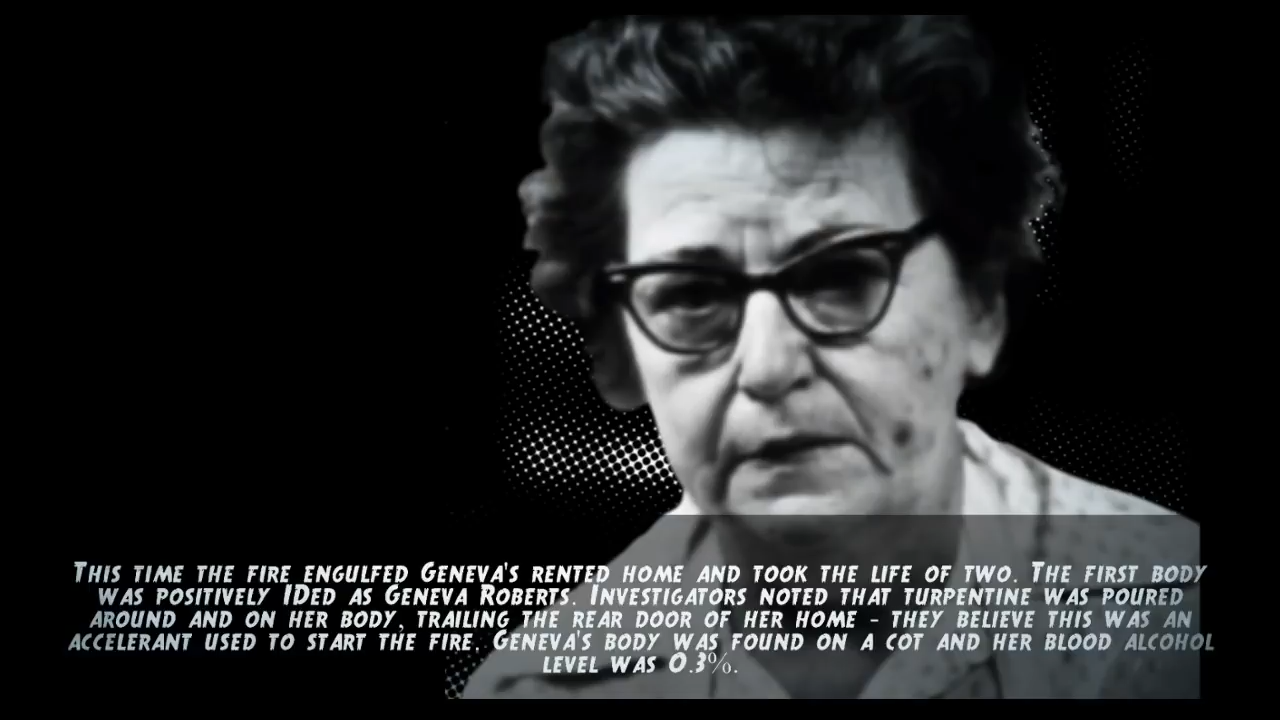 This time the fire engulfed Geneva's rented home and took the life of two. The first body
was positively IDed as Geneva Roberts. Investigators noted that turpentine was poured
around and on her body, trailing the rear door of her home - they believe this was an
accelerant used to start the fire. Geneva's body was found on a cot and her blood alcohol
level was 0.3%.